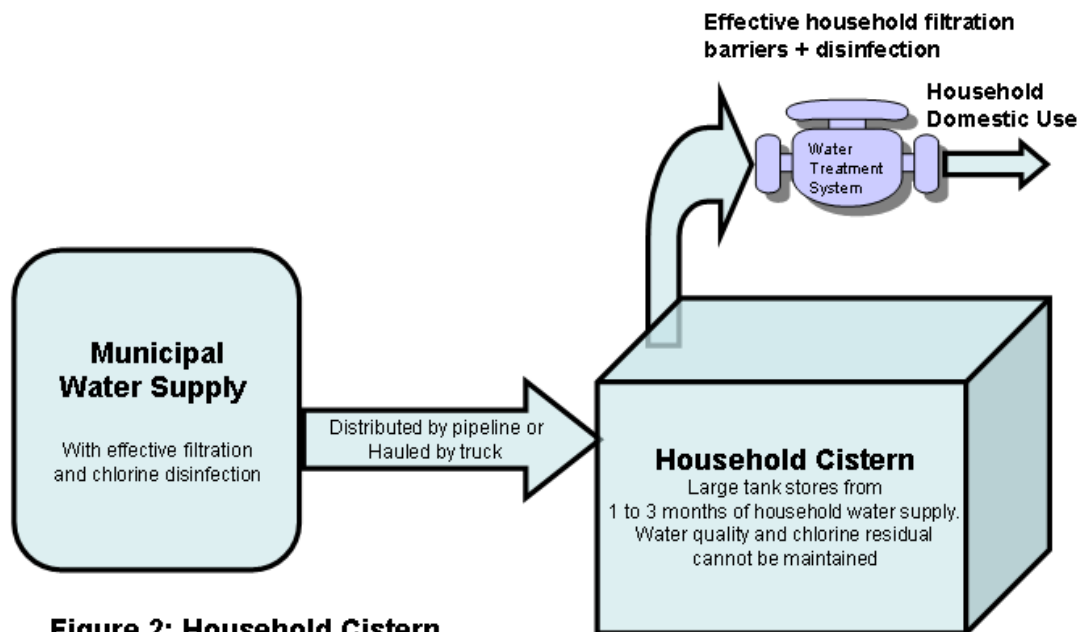 Effective household filtration
barriers + disinfection
Household
Domestic Use
Water
Treatment
System
Municipal
Water Supply
With effective filtration
and chlorine disinfection
Distributed by pipeline or
Hauled by truck
Household Cistern
Large tank stores from
1 to 3 months of household water supply.
Water quality and chlorine residual
cannot be maintained
Figure 2: Household Cistern